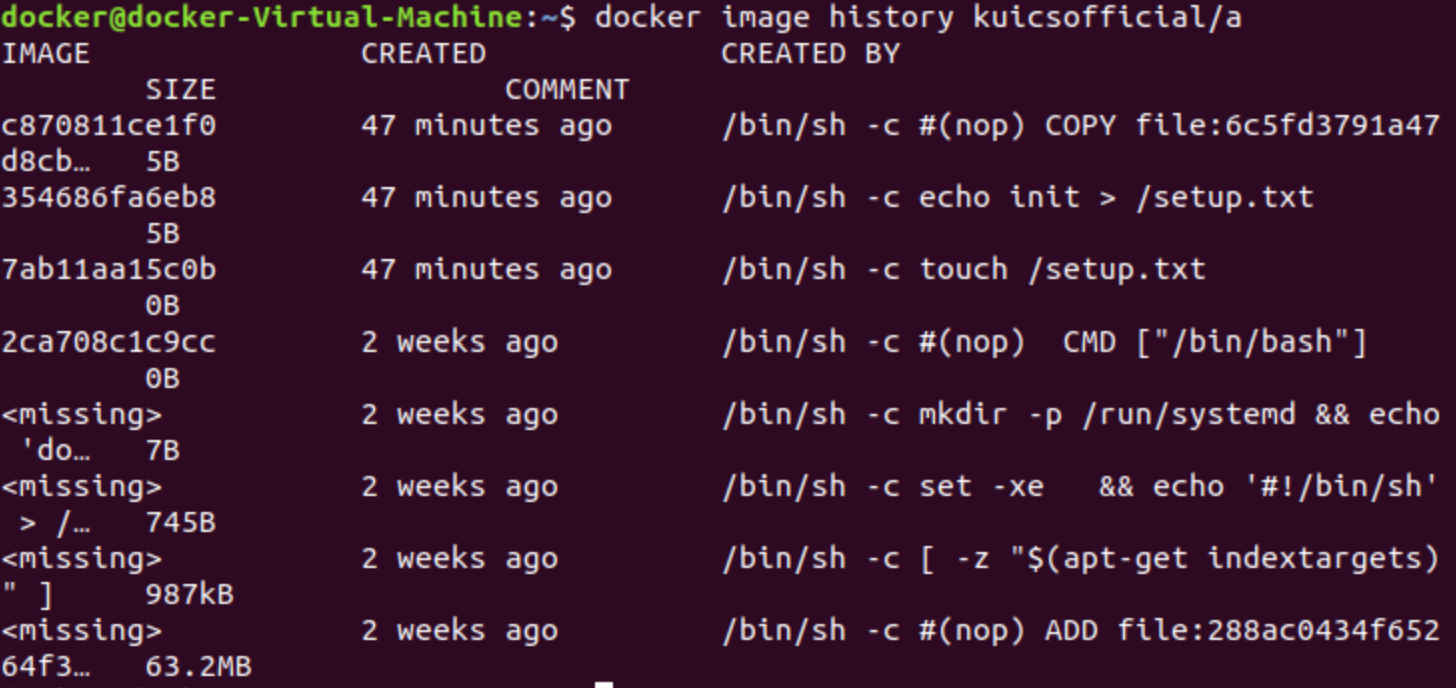 docker@docker-Virtual-Machine:~$ docker image history kuicsofficial/a
IMAGE               CREATED             CREATED BY
        SIZE                COMMENT
c870811ce1f0        47 minutes ago      /bin/sh -c #(nop) COPY file:6c5fd3791a47
d8cb…   5B
354686fa6eb8        47 minutes ago      /bin/sh -c echo init > /setup.txt
        5B
7ab11aa15c0b        47 minutes ago      /bin/sh -c touch /setup.txt
        0B
2ca708c1c9cc        2 weeks ago         /bin/sh -c #(nop)  CMD ["/bin/bash"]
        0B
<missing>           2 weeks ago         /bin/sh -c mkdir -p /run/systemd && echo
 'do…   7B
<missing>           2 weeks ago         /bin/sh -c set -xe   && echo '#!/bin/sh'
 > /…   745B
<missing>           2 weeks ago         /bin/sh -c [ -z "$(apt-get indextargets)
" ]     987kB
<missing>           2 weeks ago         /bin/sh -c #(nop) ADD file:288ac0434f652
64f3…   63.2MB